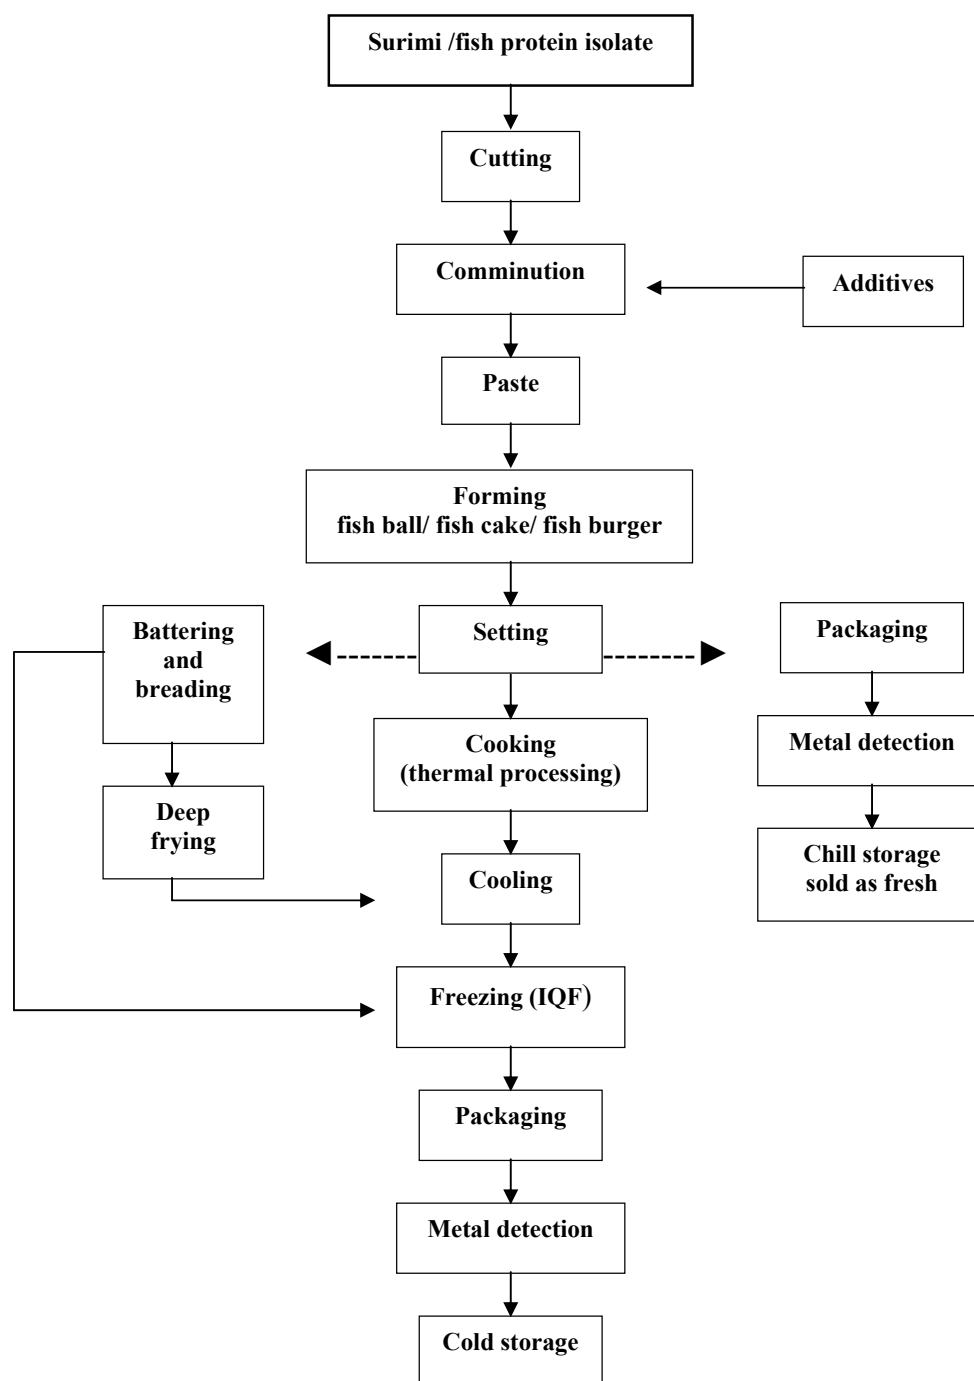 Surimi /fish protein isolate
Cutting
Comminution
Additives
Paste
Forming
fish ball/ fish cake/ fish burger
Battering
and
breading
Setting
Packaging
Cooking
(thermal processing)
Metal detection
Deep
frying
Cooling
Chill storage
sold as fresh
Freezing (IQF)
Packaging
Metal detection
Cold storage